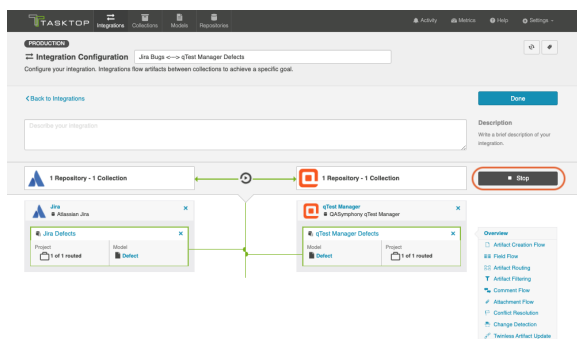 TASKTOP
Integrations
Collections
Models
Repositories
Activity
Metrics
Help
Settings
PRODUCTION
Integration Configuration
Jira Bugs <--> qTest Manager Defects
Configure your integration. Integrations flow artifacts between collections to achieve a specific goal.
Back to Integrations
Done
Describe your integration
Description
Write a brief description of your
integration.
1 Repository - 1 Collection
1 Repository - 1 Collection
Stop
Jira
Atlassian Jira
qTest Manager
QASymphony qTest Manager
Jira Defects
Project
Model
1 of 1 routed
Defect
qTest Manager Defects
Model
Project
Defect
1 of 1 routed
Overview
Artifact Creation Flow
Field Flow
Artifact Routing
Artifact Filtering
Comment Flow
Attachment Flow
Conflict Resolution
Change Detection
Twinless Artifact Update